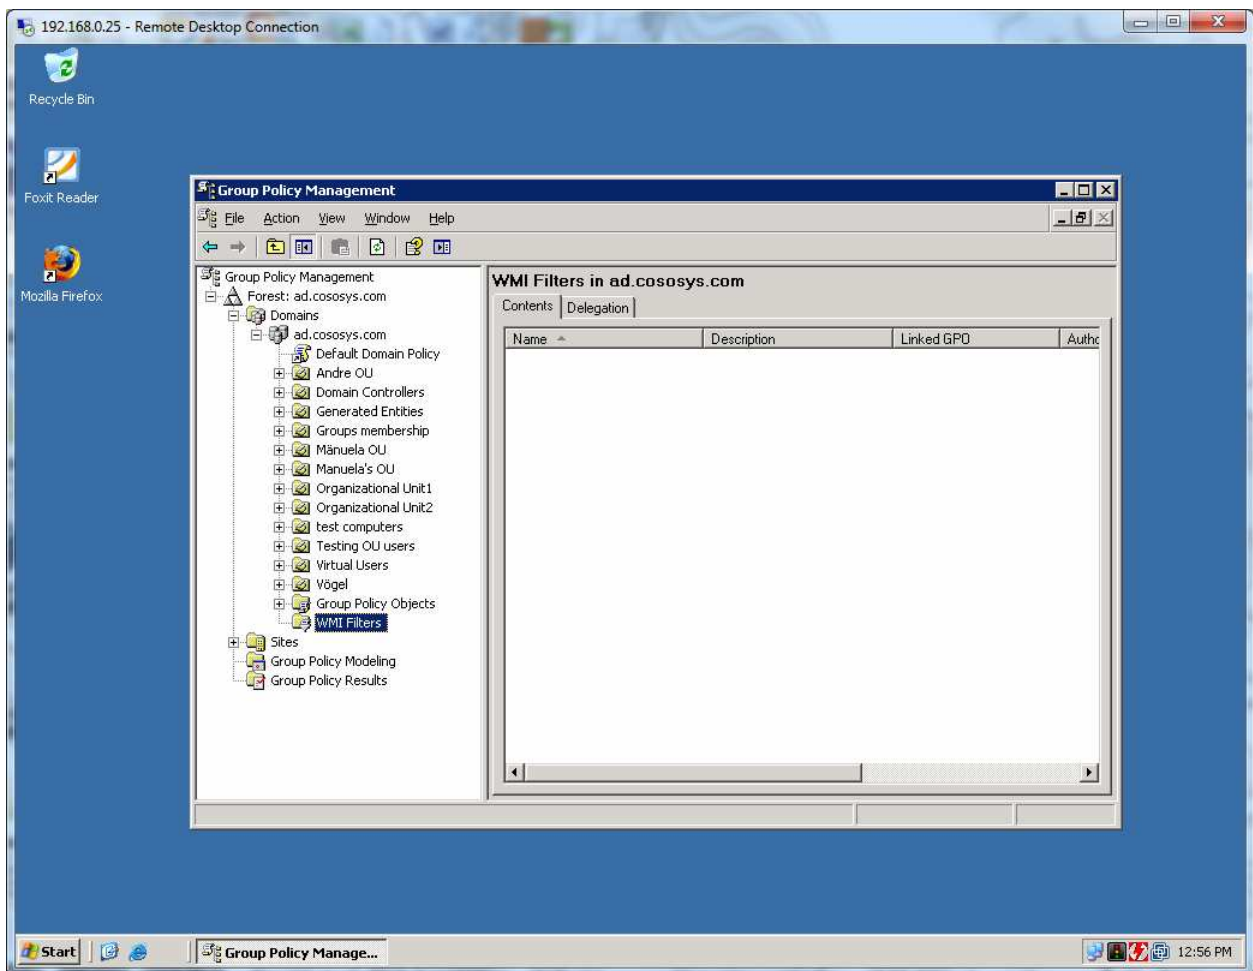 192.168.0.25 - Remote Desktop Connection
Recycle Bin
Foxit Reader
Mozilla Firefox
Group Policy Management
File Action View Window Help
Group Policy Management
Forest: ad.cososys.com
Domains
ad.cososys.com
Default Domain Policy
Andre OU
Domain Controllers
Generated Entities
Groups membership
Mänuela OU
Manuela's OU
Organizational Unit1
Organizational Unit2
test computers
Testing OU users
Virtual Users
Vögel
Group Policy Objects
WMI Filters
Sites
Group Policy Modeling
Group Policy Results
WMI Filters in ad.cososys.com
Contents Delegation
Name Description Linked GPO Autho
Start Group Policy Manage... 12:56 PM